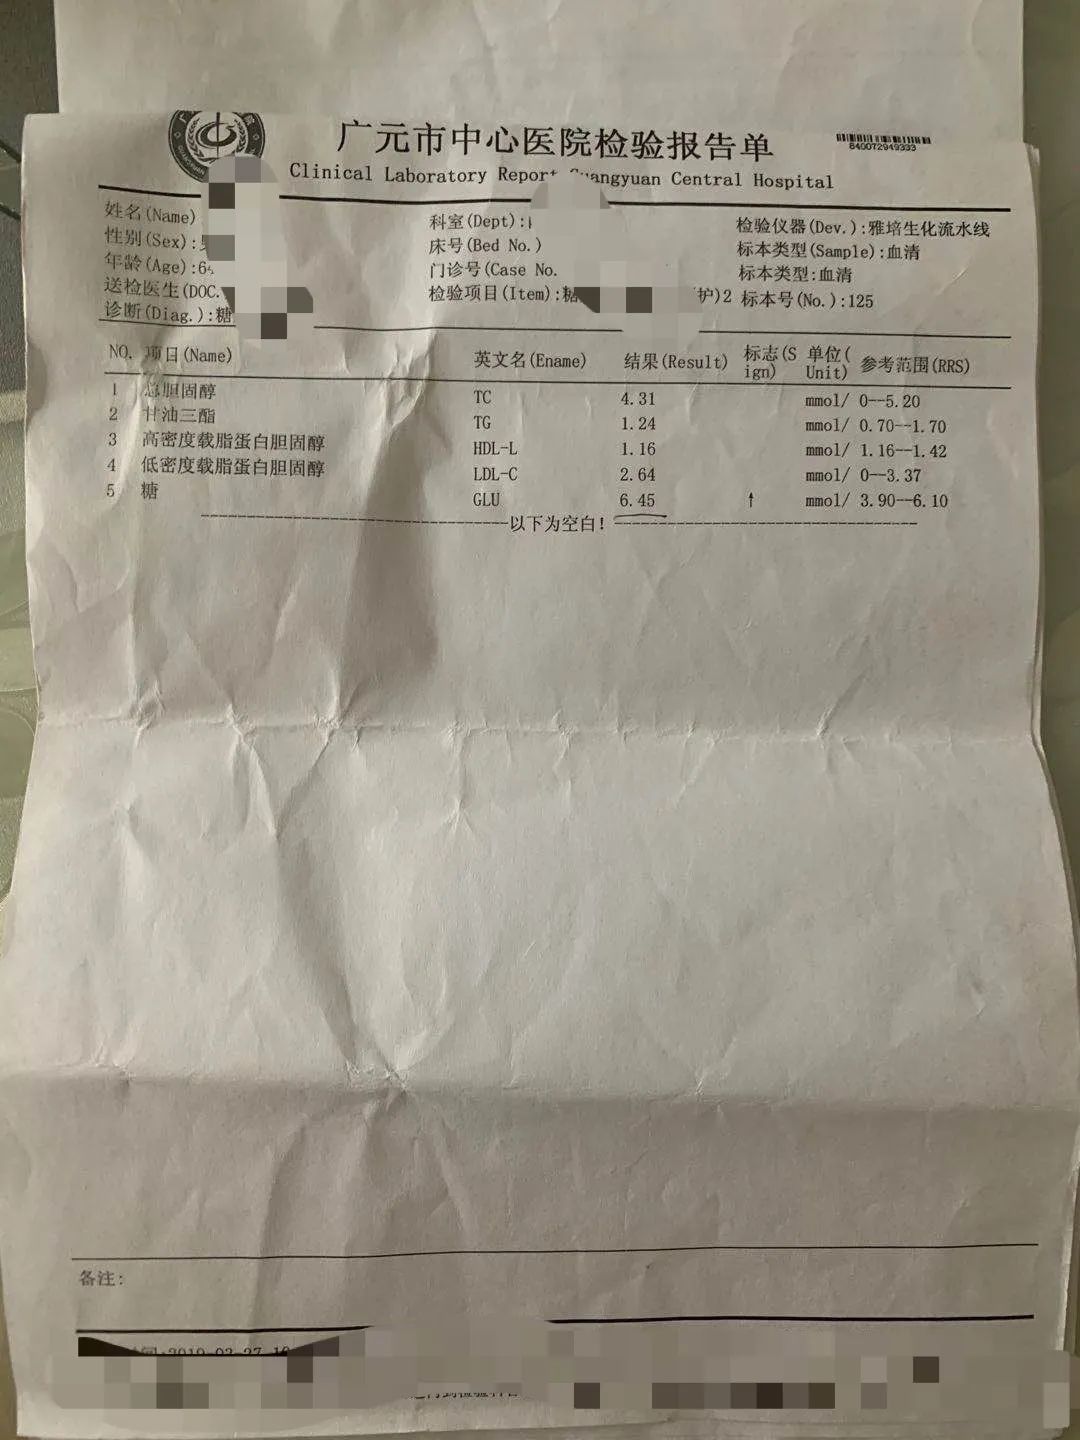 广元市中心医院检验报告单
840072949333
Clinical Laboratory Report Guangyuan Central Hospital
姓名(Name) 科室(Dept): 检验仪器(Dev.):雅培生化流水线
性别(Sex): 床号(Bed No.) 标本类型(Sample):血清
年龄(Age):64 门诊号(Case No. 标本类型:血清
送检医生(DOC. 检验项目(Item):糖 护)2 标本号(No.):125
诊断(Diag.):糖
NO. 项目(Name) 英文名(Ename) 结果(Result) 标志(Sign) 单位(Unit) 参考范围(RRS)
1 总胆固醇 TC 4.31 mmol/ 0--5.20
2 甘油三酯 TG 1.24 mmol/ 0.70--1.70
3 高密度载脂蛋白胆固醇 HDL-L 1.16 mmol/ 1.16--1.42
4 低密度载脂蛋白胆固醇 LDL-C 2.64 mmol/ 0--3.37
5 糖 GLU 6.45 ↑ mmol/ 3.90--6.10
以下为空白!
备注: